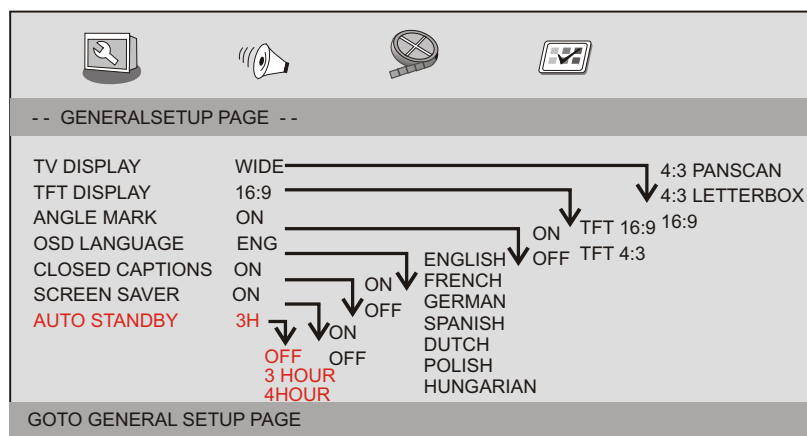 - - GENERALSETUP PAGE - -
TV DISPLAY WIDE
TFT DISPLAY 16:9
ANGLE MARK ON
OSD LANGUAGE ENG
CLOSED CAPTIONS ON
SCREEN SAVER ON
AUTO STANDBY 3H
4:3 PANSCAN
4:3 LETTERBOX
16:9
TFT 16:9
TFT 4:3
ON
OFF
ENGLISH
FRENCH
GERMAN
SPANISH
DUTCH
POLISH
HUNGARIAN
ON
OFF
ON
OFF
OFF
3 HOUR
4HOUR
GOTO GENERAL SETUP PAGE